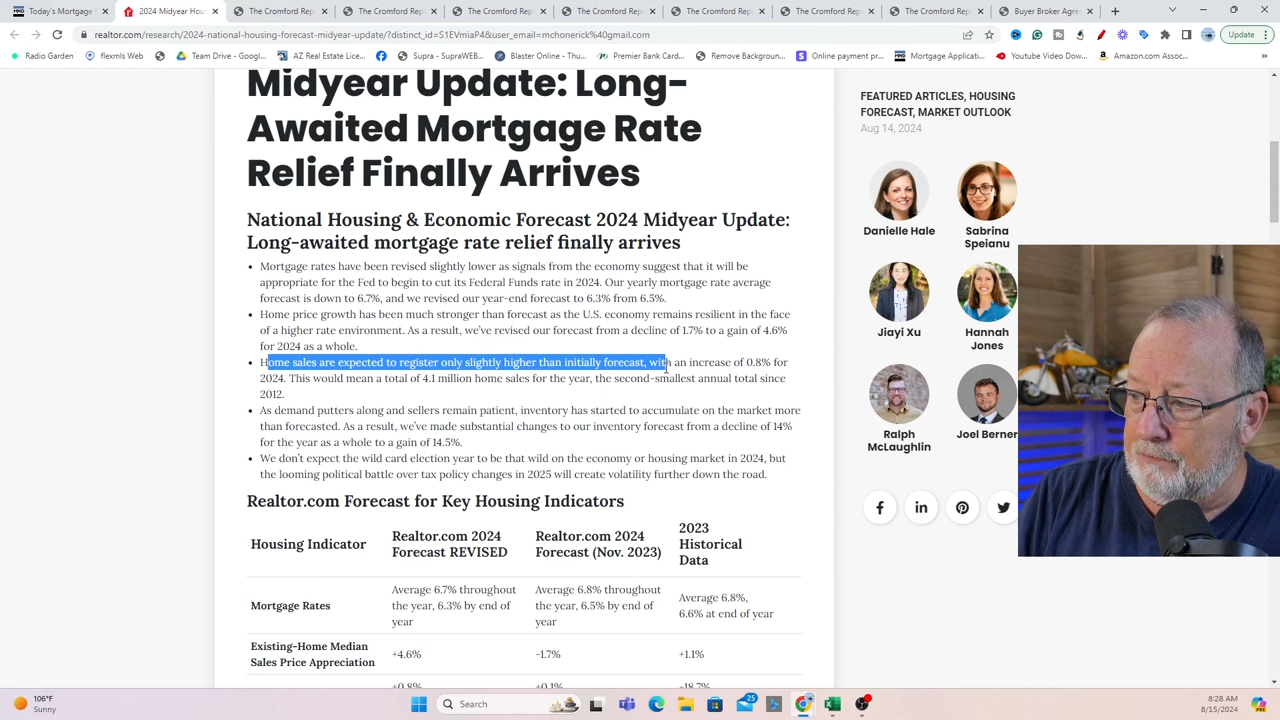 Today's Mortgage
2024 Midyear Hous
The Cromford Repo
The Cromford Repo
The Cromford Repo
The Cromford Repo
The Cromford Repo
The Cromford Repo
The Cromford Repo
Buyer Broker Agre
realtor.com/research/2024-national-housing-forecast-midyear-update/?distinct_id=S1EVmiaP4&user_email=mchonerick%40gmail.com
Update
Radio Garden
flexmls Web
Team Drive - Googl...
AZ Real Estate Lice...
Supra - SupraWEB...
Blaster Online - Thu...
Premier Bank Card...
Remove Backgroun...
Online payment pr...
Mortgage Applicati...
Youtube Video Dow...
Amazon.com Assoc...
Midyear Update: Long-
Awaited Mortgage Rate
Relief Finally Arrives
National Housing & Economic Forecast 2024 Midyear Update:
Long-awaited mortgage rate relief finally arrives
• Mortgage rates have been revised slightly lower as signals from the economy suggest that it will be
appropriate for the Fed to begin to cut its Federal Funds rate in 2024. Our yearly mortgage rate average
forecast is down to 6.7%, and we revised our year-end forecast to 6.3% from 6.5%.
• Home price growth has been much stronger than forecast as the U.S. economy remains resilient in the face
of a higher rate environment. As a result, we've revised our forecast from a decline of 1.7% to a gain of 4.6%
for 2024 as a whole.
• Home sales are expected to register only slightly higher than initially forecast, with an increase of 0.8% for
2024. This would mean a total of 4.1 million home sales for the year, the second-smallest annual total since
2012.
• As demand putters along and sellers remain patient, inventory has started to accumulate on the market more
than forecasted. As a result, we've made substantial changes to our inventory forecast from a decline of 14%
for the year as a whole to a gain of 14.5%.
• We don't expect the wild card election year to be that wild on the economy or housing market in 2024, but
the looming political battle over tax policy changes in 2025 will create volatility further down the road.
Realtor.com Forecast for Key Housing Indicators
Housing Indicator
Realtor.com 2024
Forecast REVISED
Realtor.com 2024
Forecast (Nov. 2023)
2023
Historical
Data
Mortgage Rates
Average 6.7% throughout
the year, 6.3% by end of
year
Average 6.8% throughout
the year, 6.5% by end of
year
Average 6.8%,
6.6% at end of year
Existing-Home Median
Sales Price Appreciation
+4.6%
-1.7%
+1.1%
+0.8%
+0.1%
-18.7%
FEATURED ARTICLES, HOUSING
FORECAST, MARKET OUTLOOK
Aug 14, 2024
Danielle Hale
Sabrina
Speianu
Jiayi Xu
Hannah
Jones
Ralph
McLaughlin
Joel Berner
106°F
Sunny
Search
25
8:28 AM
8/15/2024